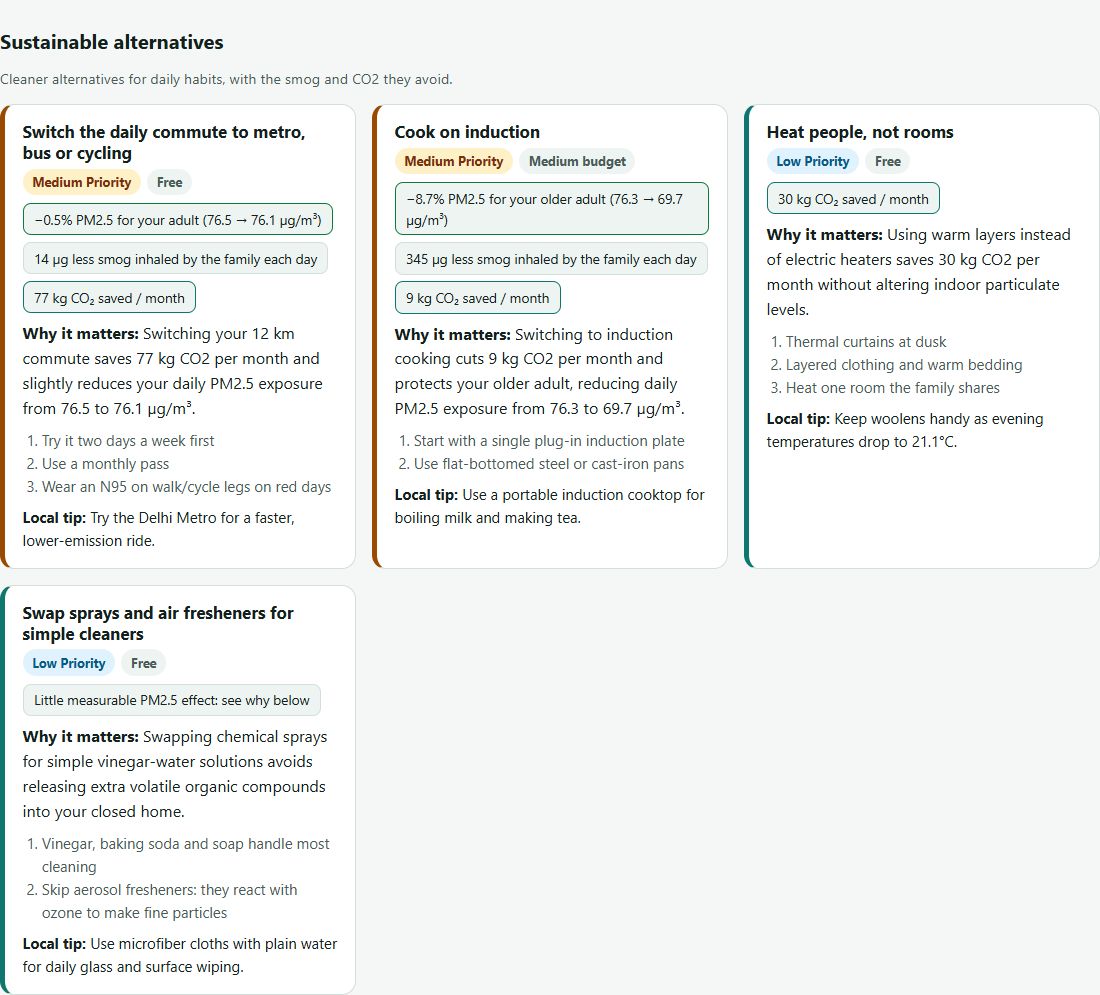 Sustainable alternatives
Cleaner alternatives for daily habits, with the smog and CO2 they avoid.
Switch the daily commute to metro,
bus or cycling
Medium Priority
Free
−0.5% PM2.5 for your adult (76.5 → 76.1 µg/m³)
14 µg less smog inhaled by the family each day
77 kg CO₂ saved / month
Why it matters: Switching your 12 km
commute saves 77 kg CO2 per month and
slightly reduces your daily PM2.5 exposure
from 76.5 to 76.1 µg/m³.
1. Try it two days a week first
2. Use a monthly pass
3. Wear an N95 on walk/cycle legs on red days
Local tip: Try the Delhi Metro for a faster,
lower-emission ride.
Cook on induction
Medium Priority
Medium budget
−8.7% PM2.5 for your older adult (76.3 → 69.7
µg/m³)
345 µg less smog inhaled by the family each day
9 kg CO₂ saved / month
Why it matters: Switching to induction
cooking cuts 9 kg CO2 per month and
protects your older adult, reducing daily
PM2.5 exposure from 76.3 to 69.7 µg/m³.
1. Start with a single plug-in induction plate
2. Use flat-bottomed steel or cast-iron pans
Local tip: Use a portable induction cooktop for
boiling milk and making tea.
Heat people, not rooms
Low Priority
Free
30 kg CO₂ saved / month
Why it matters: Using warm layers instead
of electric heaters saves 30 kg CO2 per
month without altering indoor particulate
levels.
1. Thermal curtains at dusk
2. Layered clothing and warm bedding
3. Heat one room the family shares
Local tip: Keep woolens handy as evening
temperatures drop to 21.1°C.
Swap sprays and air fresheners for
simple cleaners
Low Priority
Free
Little measurable PM2.5 effect: see why below
Why it matters: Swapping chemical sprays
for simple vinegar-water solutions avoids
releasing extra volatile organic compounds
into your closed home.
1. Vinegar, baking soda and soap handle most
cleaning
2. Skip aerosol fresheners: they react with
ozone to make fine particles
Local tip: Use microfiber cloths with plain water
for daily glass and surface wiping.